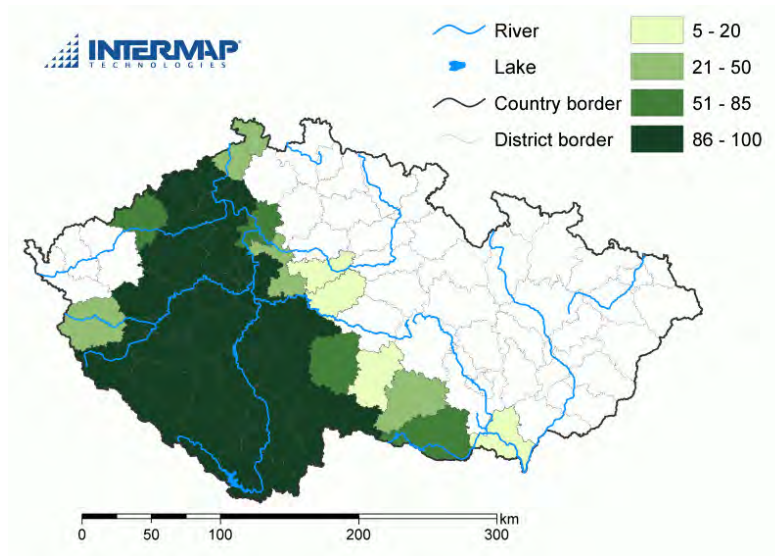 INTERMAP
TECHNOLOGIES
River
Lake
Country border
District border
5 - 20
21 - 50
51 - 85
86 - 100
0 50 100 200 300 km